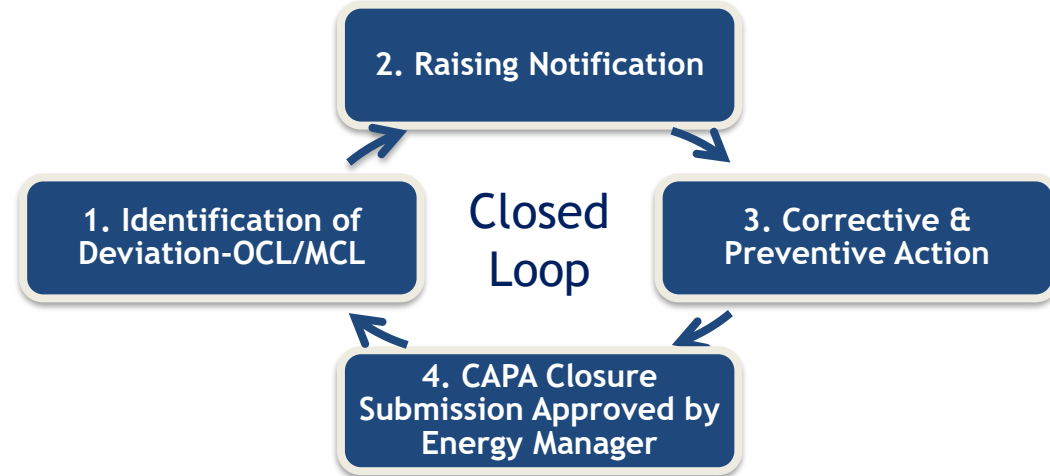 2. Raising Notification
1. Identification of
Deviation-OCL/MCL
Closed
Loop
3. Corrective &
Preventive Action
4. CAPA Closure
Submission Approved by
Energy Manager